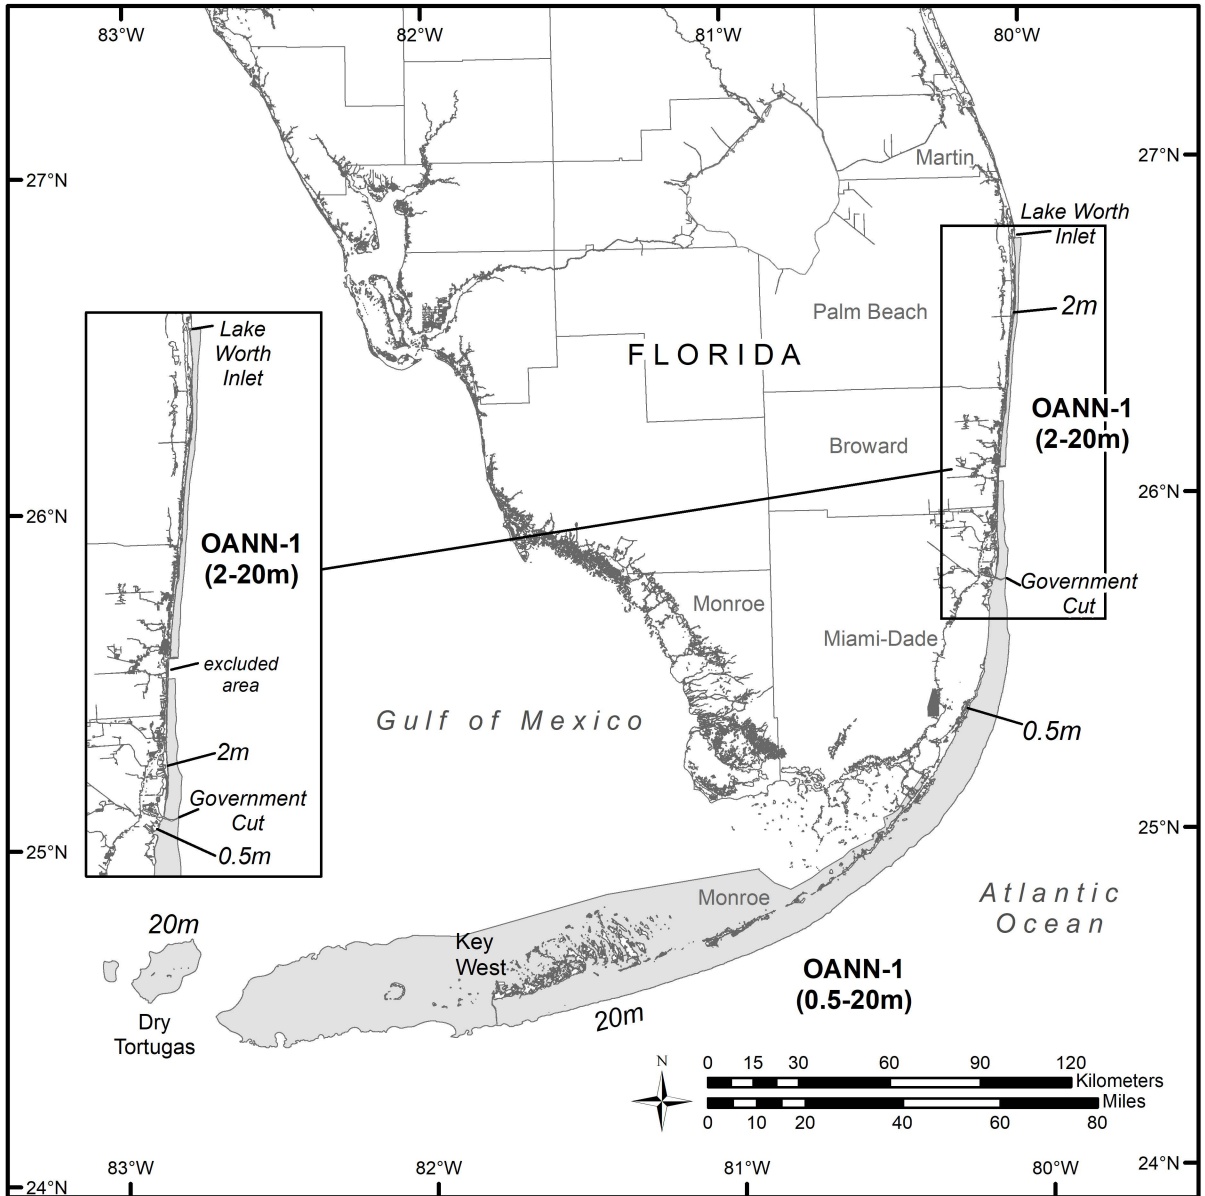 83°W
82°W
81°W
80°W
27°N
27°N
Martin
Lake Worth
Inlet
2m
Palm Beach
FLORIDA
OANN-1
(2-20m)
Broward
Lake
Worth
Inlet
OANN-1
(2-20m)
excluded
area
2m
Government
Cut
0.5m
26°N
26°N
Government
Cut
Monroe
Miami-Dade
Gulf of Mexico
0.5m
25°N
25°N
Monroe
Atlantic
Ocean
20m
Key
West
Dry
Tortugas
OANN-1
(0.5-20m)
20m
N
0 15 30 60 90 120
Kilometers
Miles
0 10 20 40 60 80
83°W
82°W
81°W
80°W
24°N
24°N